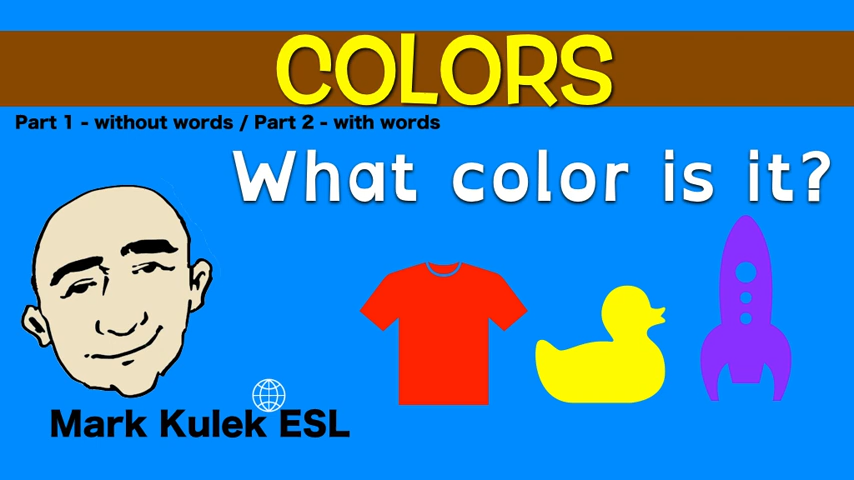 COLORS
Part 1 - without words / Part 2 - with words
What color is it?
Mark Kulek ESL